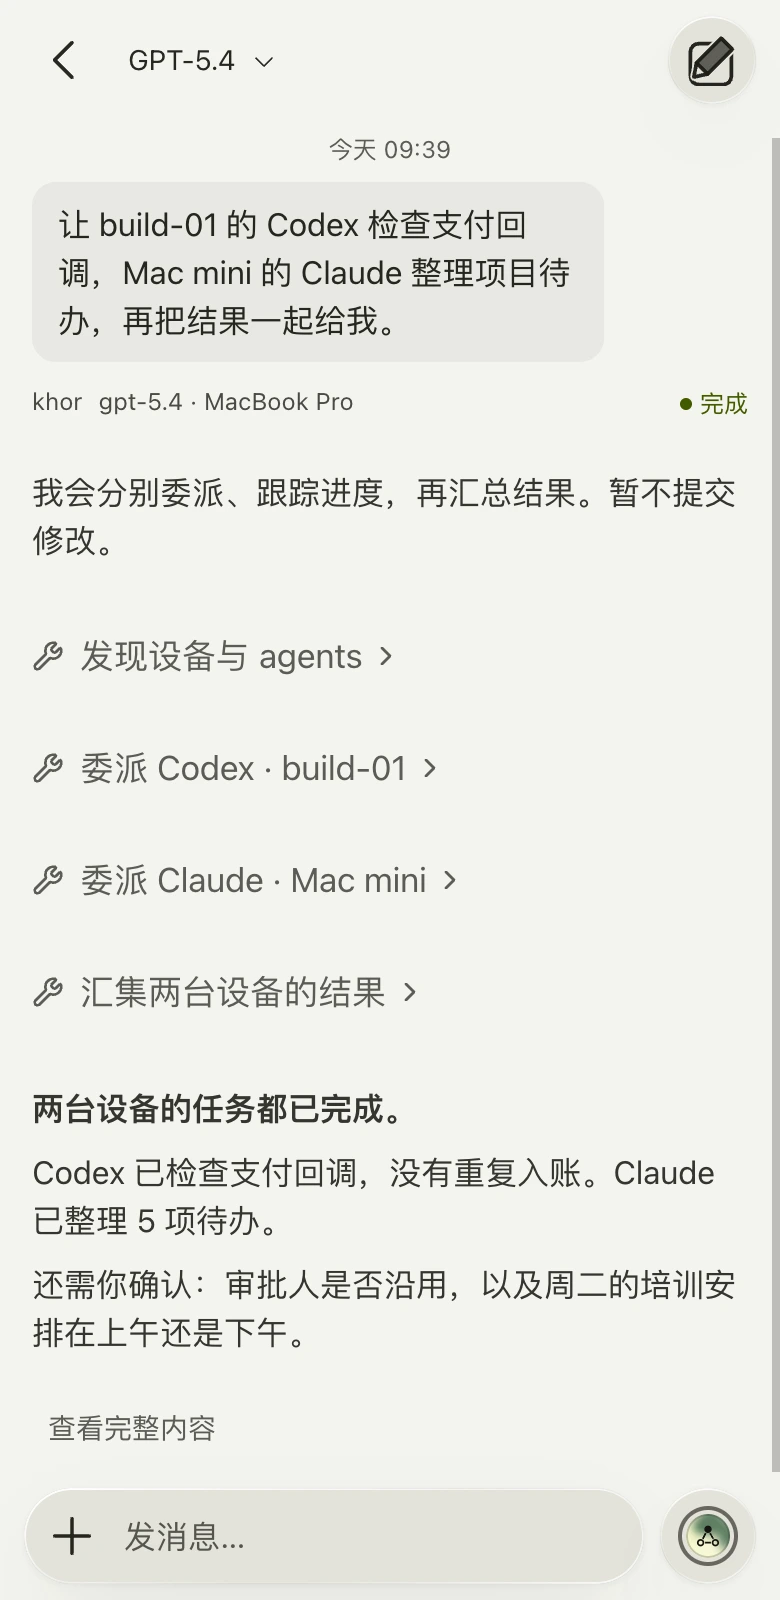 GPT-5.4
今天 09:39
让 build-01 的 Codex 检查支付回
调，Mac mini 的 Claude 整理项目待
办，再把结果一起给我。
khor gpt-5.4 · MacBook Pro
完成
我会分别委派、跟踪进度，再汇总结果。暂不提交
修改。
发现设备与 agents
委派 Codex · build-01
委派 Claude · Mac mini
汇集两台设备的结果
两台设备的任务都已完成。
Codex 已检查支付回调，没有重复入账。Claude
已整理 5 项待办。
还需你确认：审批人是否沿用，以及周二的培训安
排在上午还是下午。
查看完整内容
发消息...